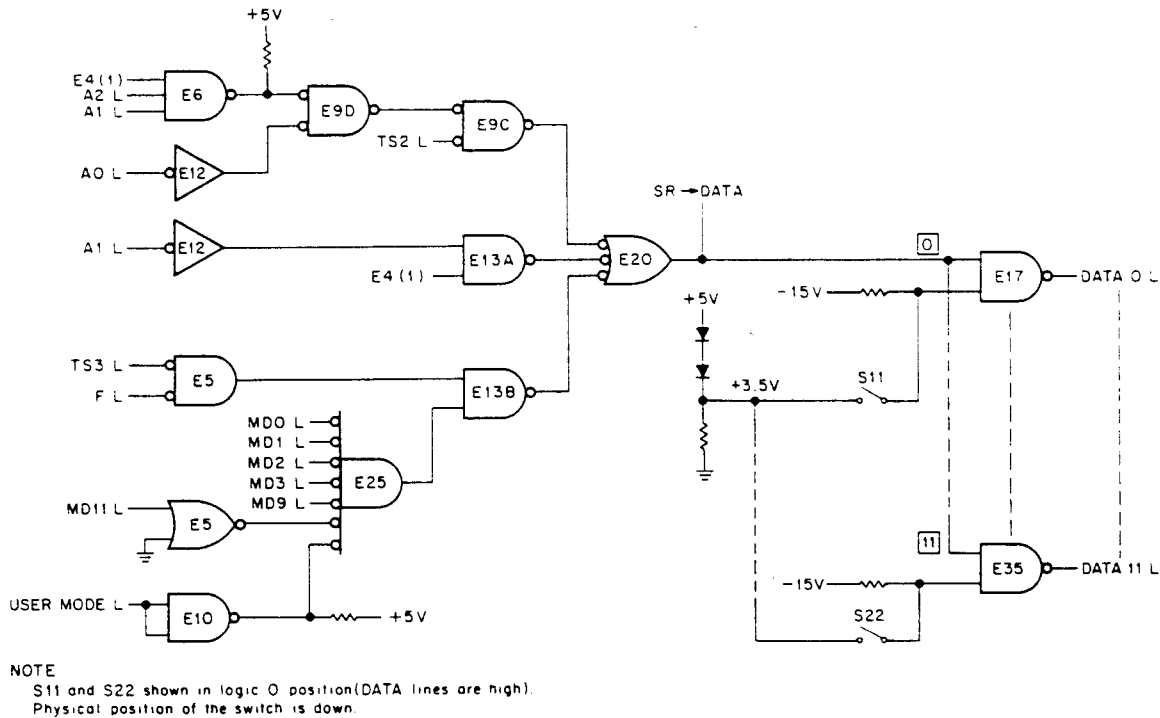 +5V
E4(1)
A2 L
A1 L
E6
E9D
E9C
TS2 L
A0 L
E12
SR→DATA
A1 L
E12
E13A
E4(1)
E20
0
E17
DATA 0 L
-15V
+5V
TS3 L
F L
E5
E13B
+3.5V
S11
MD0 L
MD1 L
MD2 L
MD3 L
MD9 L
E25
MD11 L
E5
11
E35
DATA 11 L
-15V
USER MODE L
E10
+5V
S22
NOTE
S11 and S22 shown in logic 0 position(DATA lines are high).
Physical position of the switch is down.